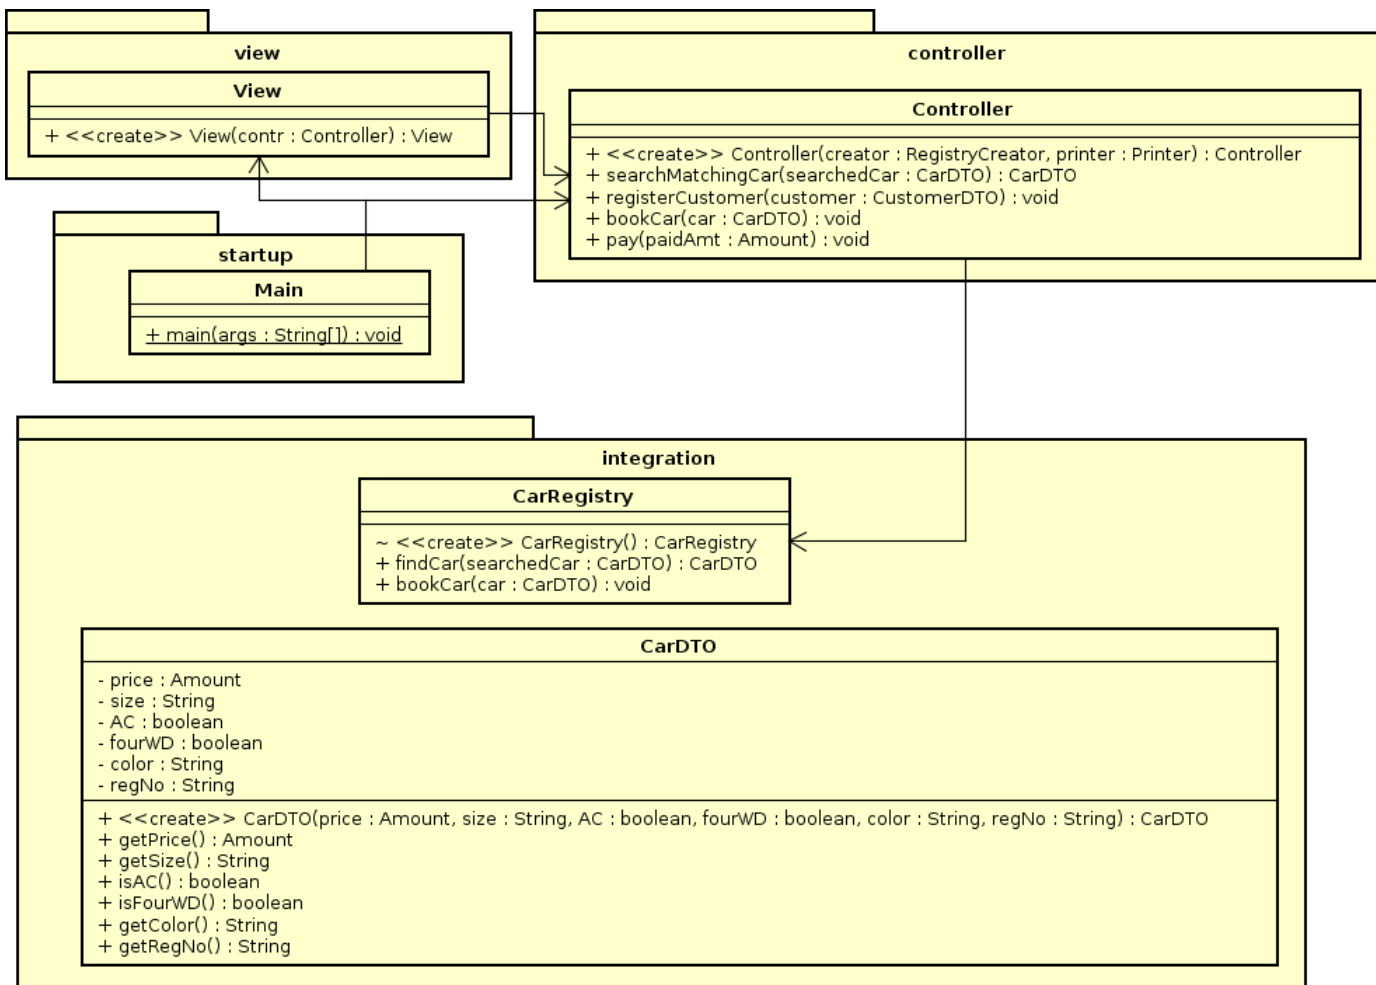 view
View
+ <<create>> View(contr : Controller) : View
controller
Controller
+ <<create>> Controller(creator : RegistryCreator, printer : Printer) : Controller
+ searchMatchingCar(searchedCar : CarDTO) : CarDTO
+ registerCustomer(customer : CustomerDTO) : void
+ bookCar(car : CarDTO) : void
+ pay(paidAmt : Amount) : void
startup
Main
+ main(args : String[]) : void
integration
CarRegistry
~ <<create>> CarRegistry() : CarRegistry
+ findCar(searchedCar : CarDTO) : CarDTO
+ bookCar(car : CarDTO) : void
CarDTO
- price : Amount
- size : String
- AC : boolean
- fourWD : boolean
- color : String
- regNo : String
+ <<create>> CarDTO(price : Amount, size : String, AC : boolean, fourWD : boolean, color : String, regNo : String) : CarDTO
+ getPrice() : Amount
+ getSize() : String
+ isAC() : boolean
+ isFourWD() : boolean
+ getColor() : String
+ getRegNo() : String